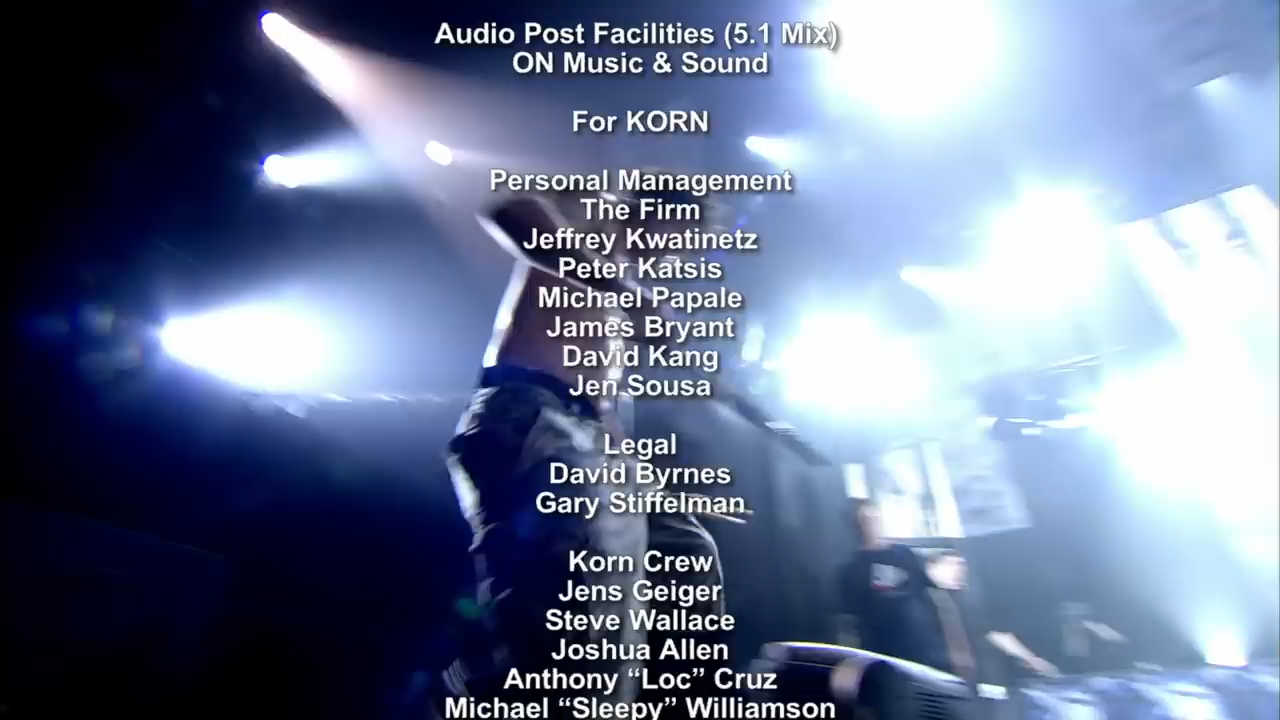 Audio Post Facilities (5.1 Mix)
ON Music & Sound
For KORN
Personal Management
The Firm
Jeffrey Kwatinetz
Peter Katsis
Michael Papale
James Bryant
David Kang
Jen Sousa
Legal
David Byrnes
Gary Stiffelman
Korn Crew
Jens Geiger
Steve Wallace
Joshua Allen
Anthony “Loc” Cruz
Michael “Sleepy” Williamson